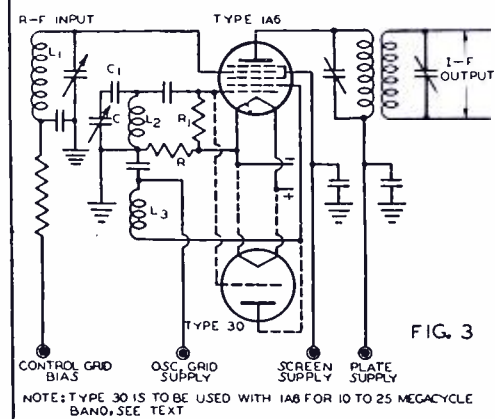 R-F INPUT
TYPE 1A6
L1
C1
C
L2
R1
R
L3
I-F
OUTPUT
−
+
TYPE 30
FIG. 3
CONTROL GRID
BIAS
OSC. GRID
SUPPLY
SCREEN
SUPPLY
PLATE
SUPPLY
NOTE: TYPE 30 IS TO BE USED WITH 1A6 FOR 10 TO 25 MEGACYCLE
BAND, SEE TEXT